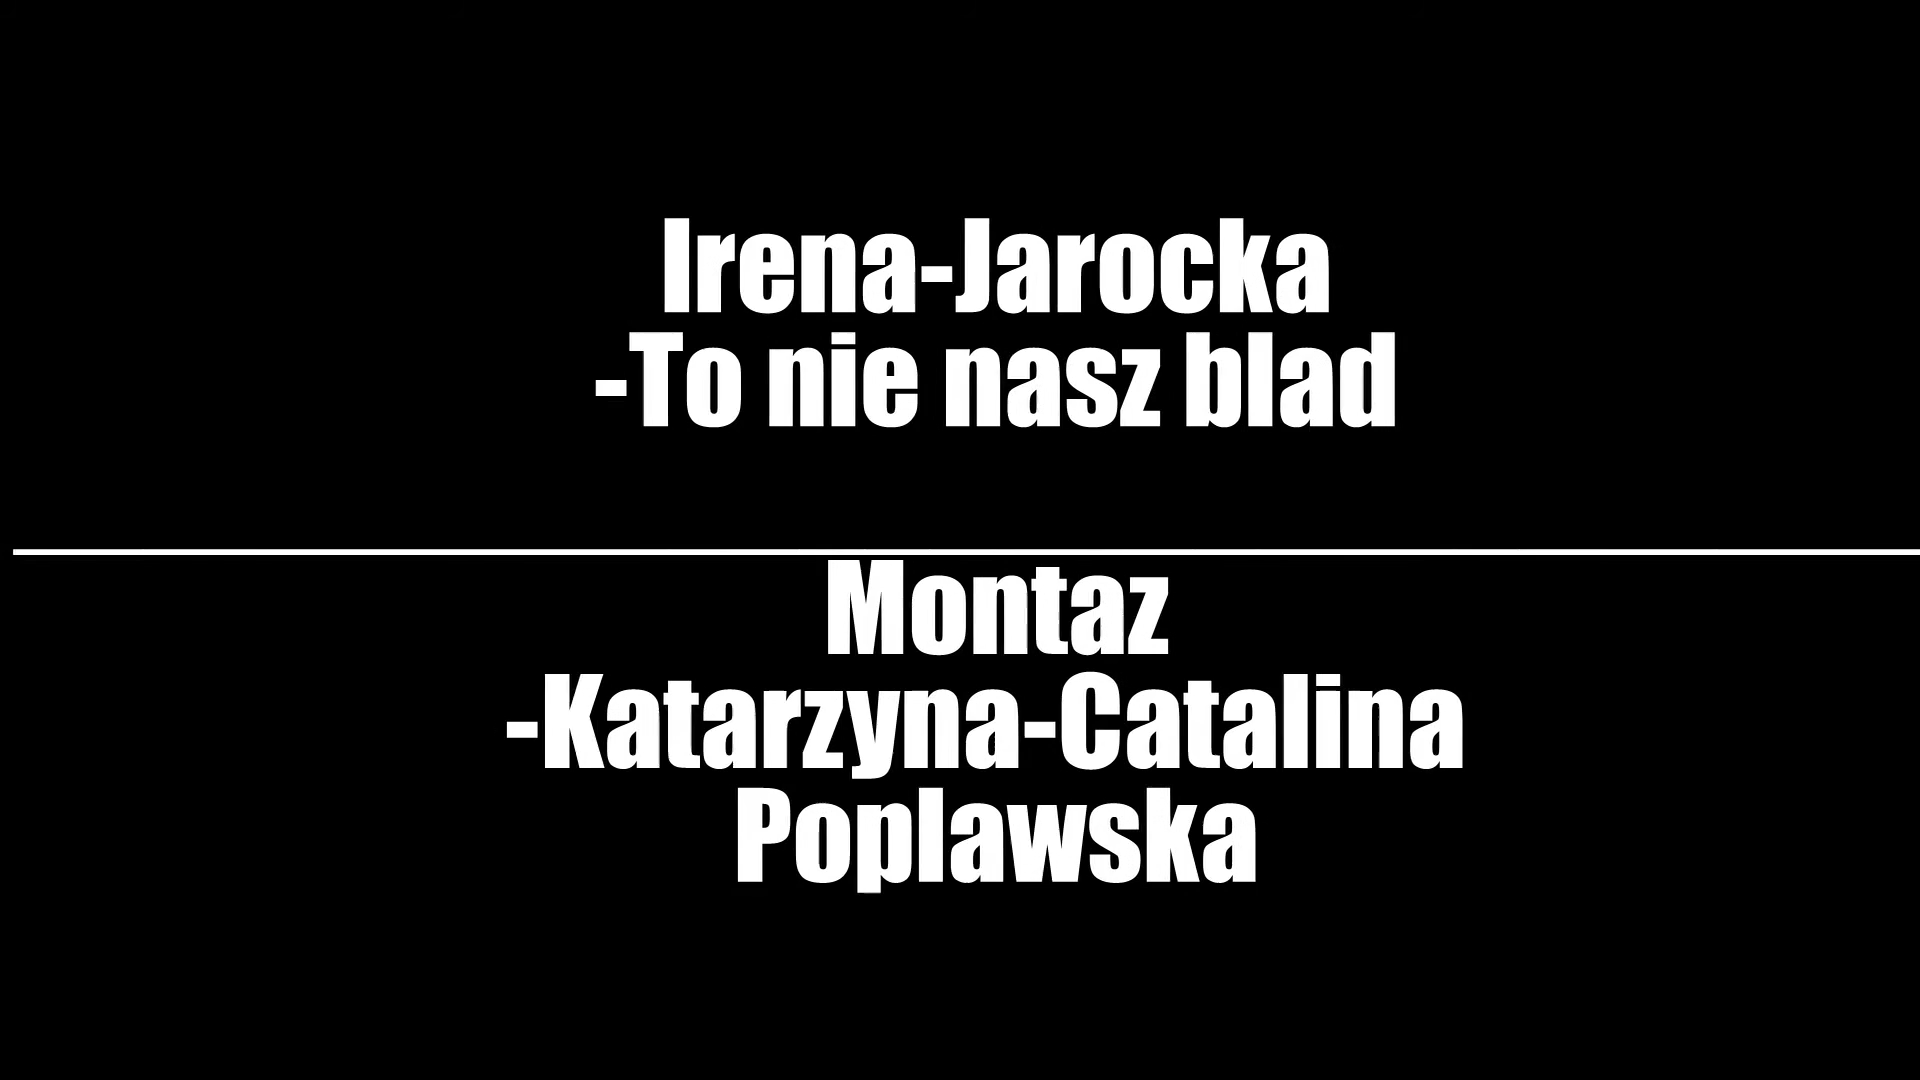 Irena-Jarocka
-To nie nasz blad
Montaz
-Katarzyna-Catalina
Poplawska